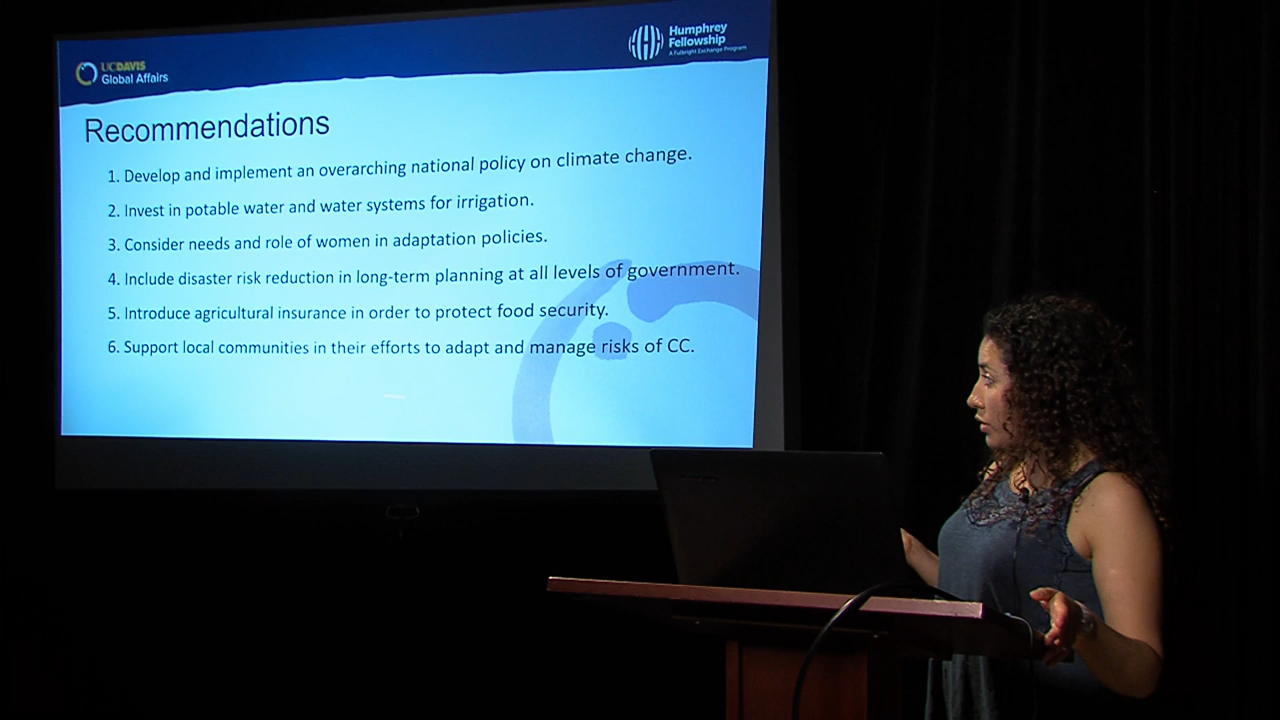 UCDAVIS
Global Affairs
Humphrey
Fellowship
A Fulbright Exchange Program
Recommendations
1. Develop and implement an overarching national policy on climate change.
2. Invest in potable water and water systems for irrigation.
3. Consider needs and role of women in adaptation policies.
4. Include disaster risk reduction in long-term planning at all levels of government.
5. Introduce agricultural insurance in order to protect food security.
6. Support local communities in their efforts to adapt and manage risks of CC.